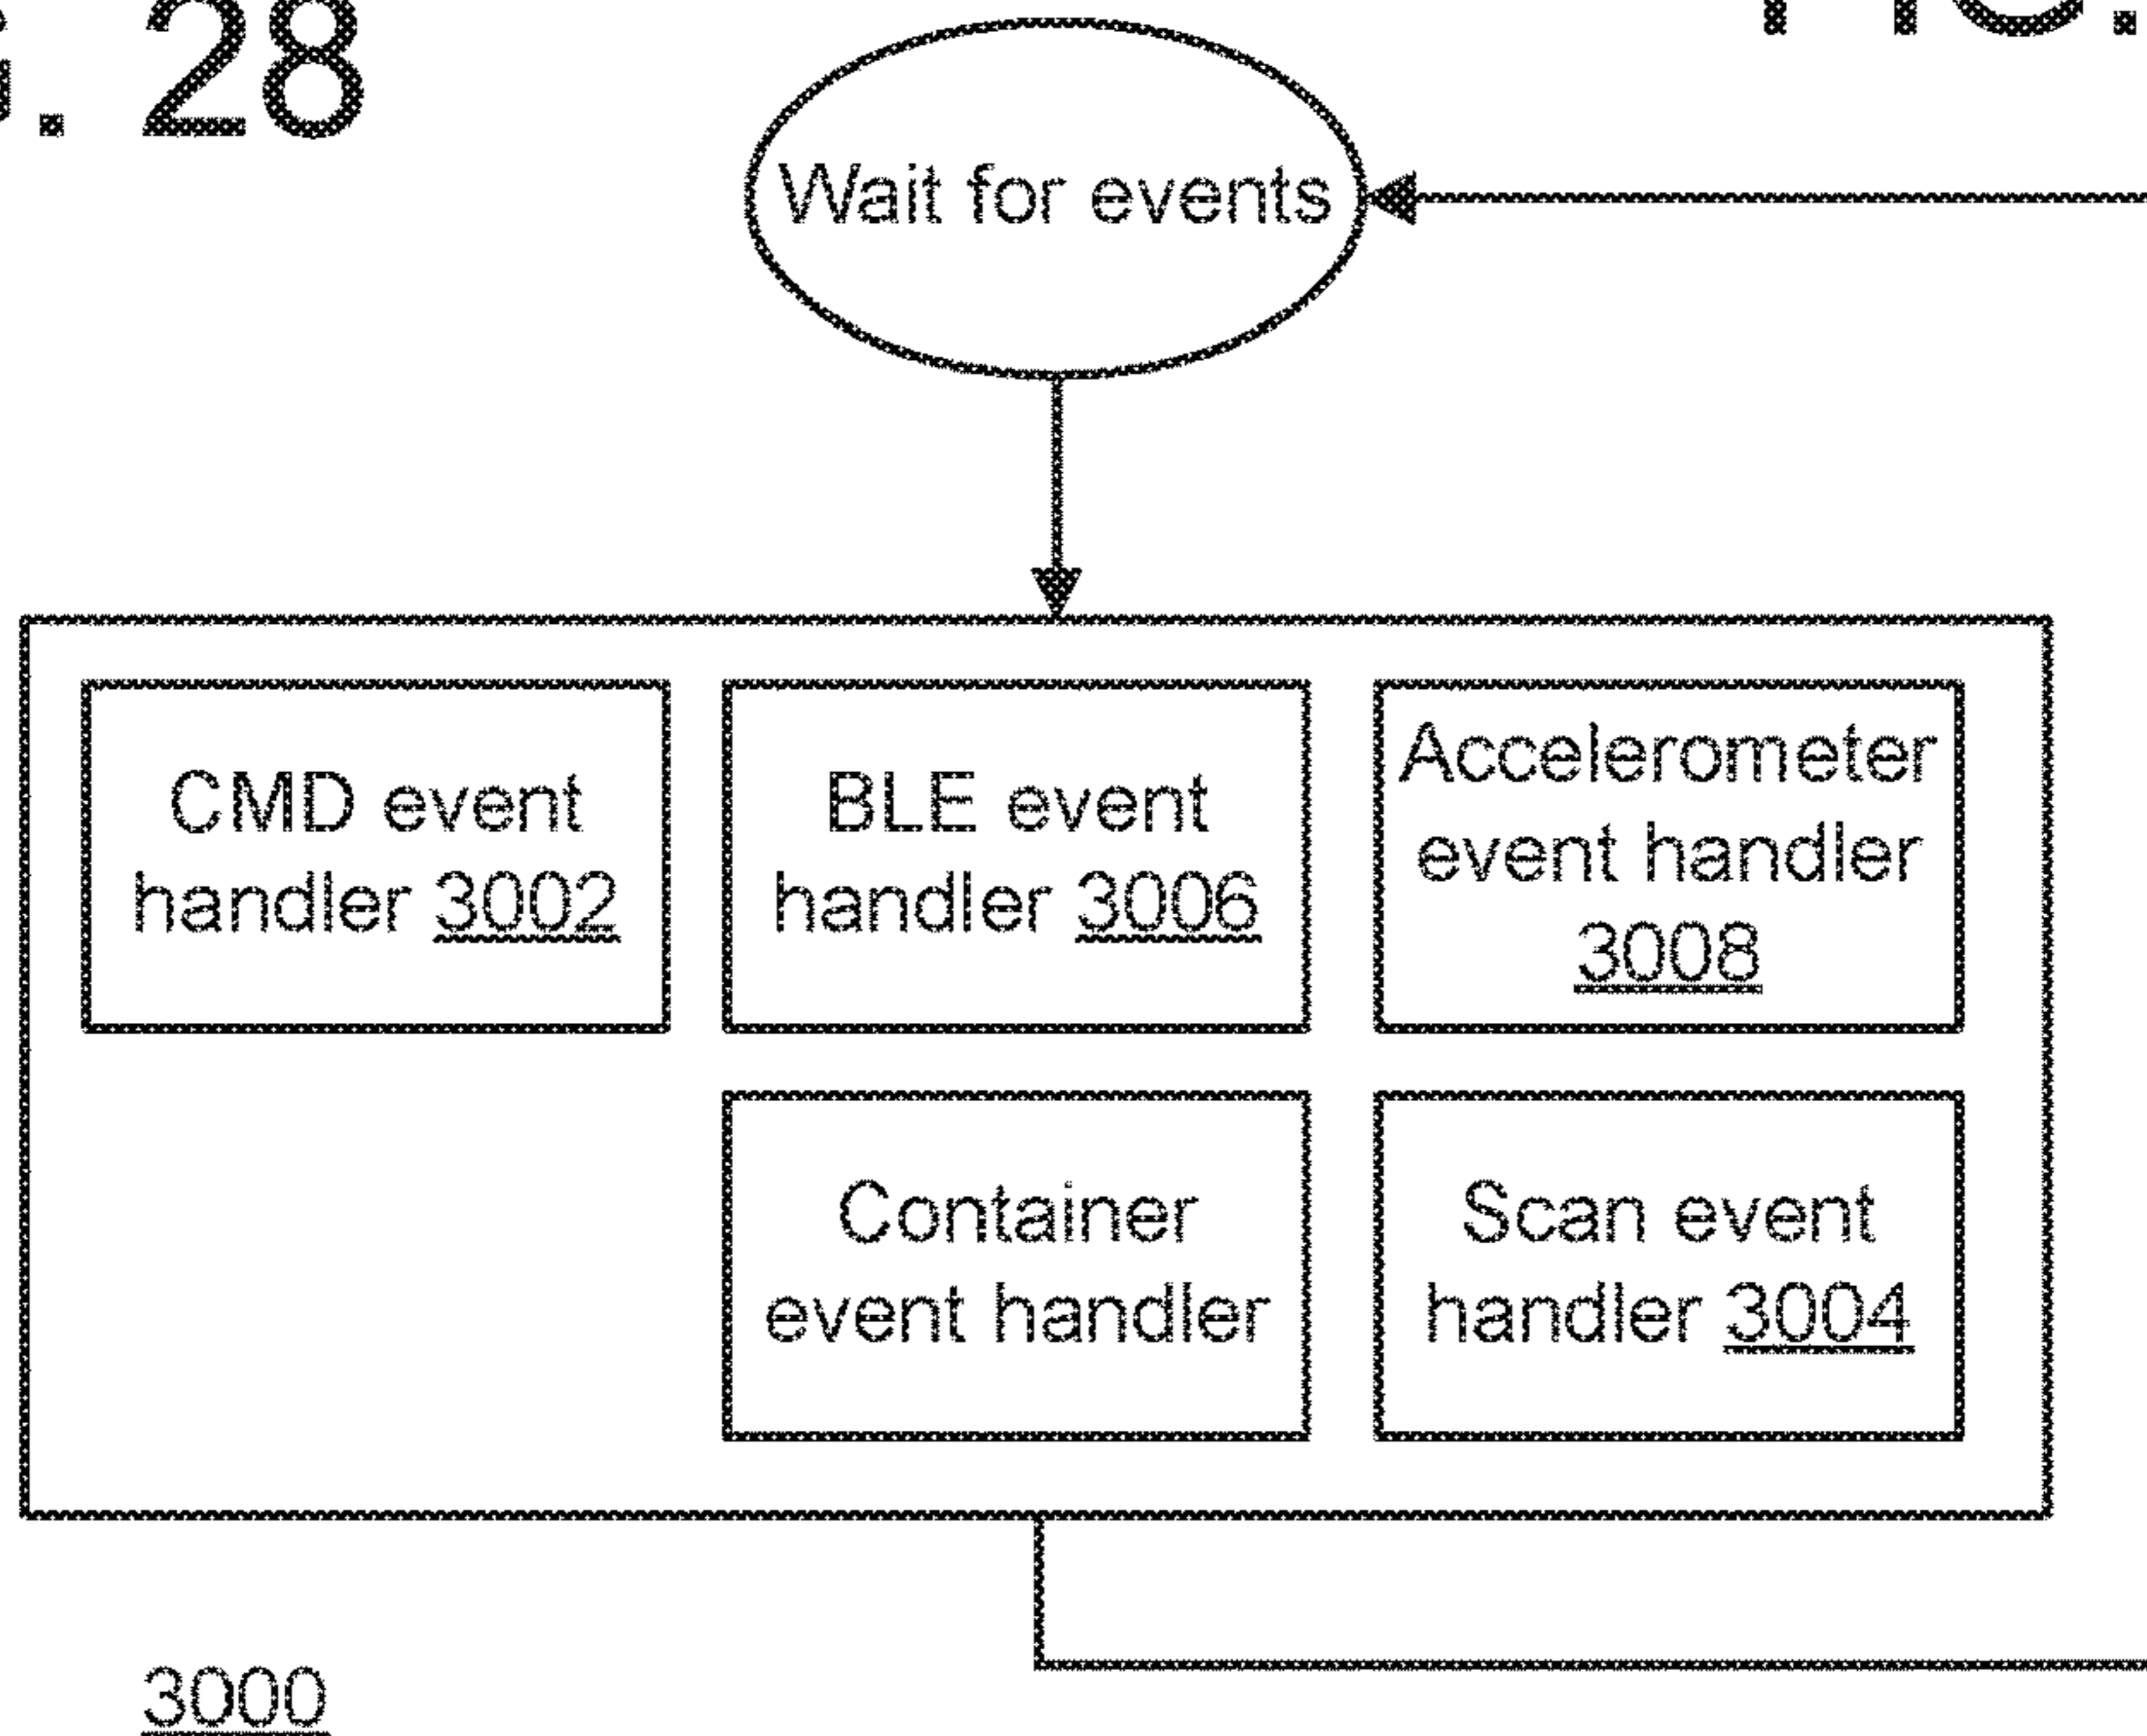 . 28
FIG.
Wait for events
CMD event
handler 3002
BLE event
handler 3006
Accelerometer
event handler
3008
Container
event handler
Scan event
handler 3004
3000